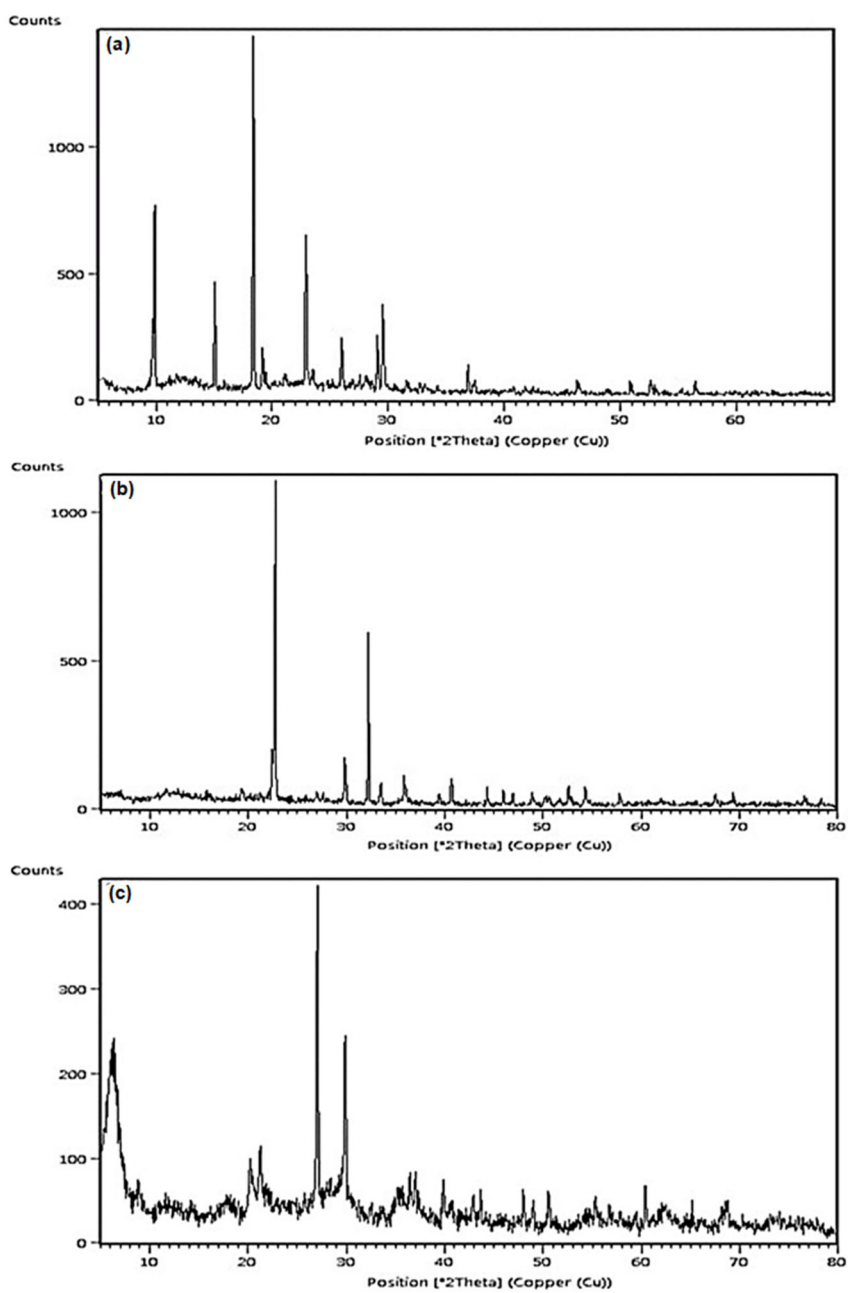 Counts
(a)
1000
500
0
10 20 30 40 50 60
Position [°2Theta] (Copper (Cu))
Counts
(b)
1000
500
0
10 20 30 40 50 60 70 80
Position [°2Theta] (Copper (Cu))
Counts
(c)
400
300
200
100
0
10 20 30 40 50 60 70 80
Position [°2Theta] (Copper (Cu))